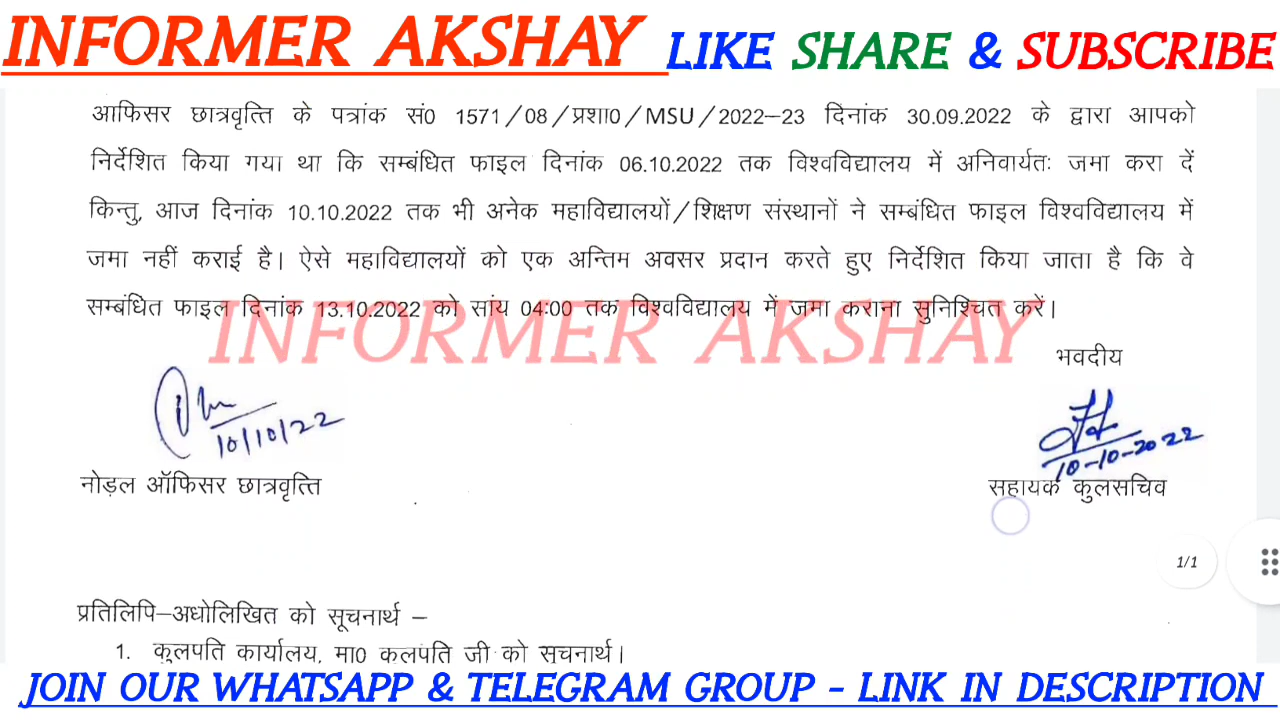 INFORMER AKSHAY LIKE SHARE & SUBSCRIBE
आफिसर छात्रवृत्ति के पत्रांक सं0 1571/08/प्रशा0/MSU/2022–23 दिनांक 30.09.2022 के द्वारा आपको
निर्देशित किया गया था कि सम्बंधित फाइल दिनांक 06.10.2022 तक विश्वविद्यालय में अनिवार्यतः जमा करा दें
किन्तु, आज दिनांक 10.10.2022 तक भी अनेक महाविद्यालयों/शिक्षण संस्थानों ने सम्बंधित फाइल विश्वविद्यालय में
जमा नहीं कराई है। ऐसे महाविद्यालयों को एक अन्तिम अवसर प्रदान करते हुए निर्देशित किया जाता है कि वे
सम्बंधित फाइल दिनांक 13.10.2022 को सांय 04:00 तक विश्वविद्यालय में जमा कराना सुनिश्चित करें।
INFORMER AKSHAY
भवदीय
10/10/22
10-10-2022
नोड़ल ऑफिसर छात्रवृत्ति
सहायक कुलसचिव
1/1
प्रतिलिपि–अधोलिखित को सूचनार्थ –
1. कुलपति कार्यालय, मा0 कुलपति जी को सूचनार्थ।
JOIN OUR WHATSAPP & TELEGRAM GROUP - LINK IN DESCRIPTION